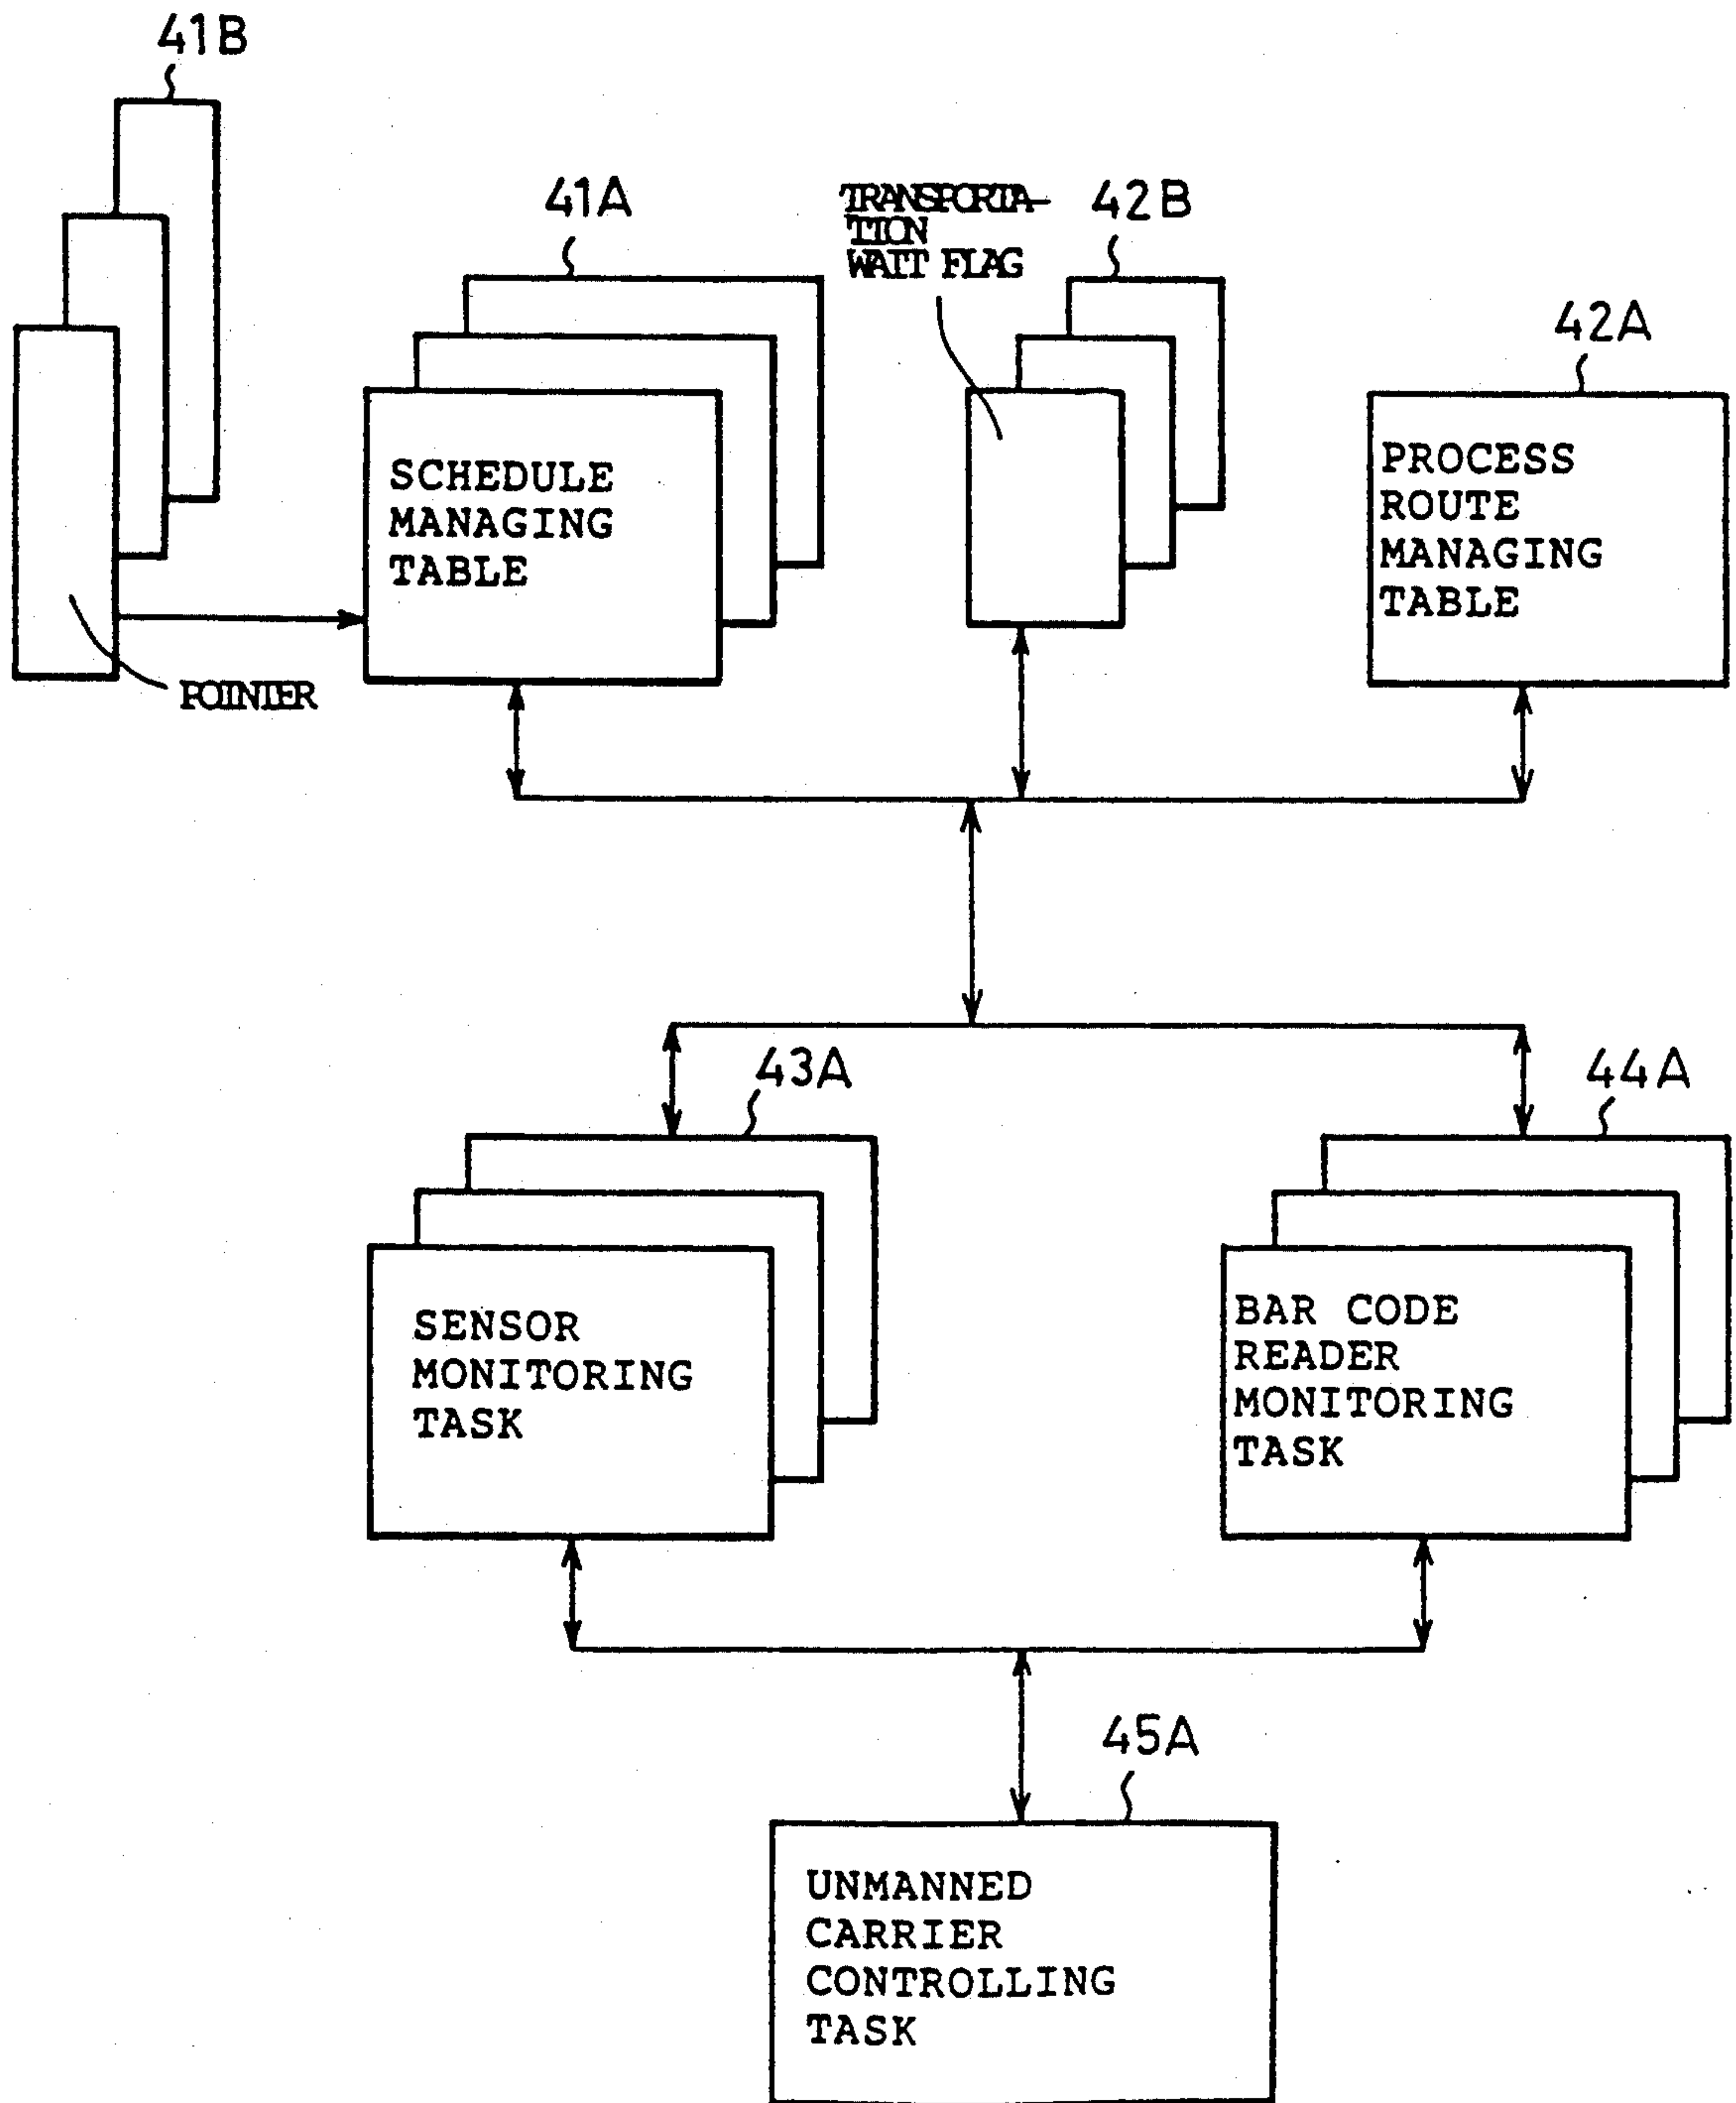 41B
41A
TRANSPORTA-
TION
WAIT FLAG
42B
42A
SCHEDULE
MANAGING
TABLE
PROCESS
ROUTE
MANAGING
TABLE
POINTER
43A
44A
SENSOR
MONITORING
TASK
BAR CODE
READER
MONITORING
TASK
45A
UNMANNED
CARRIER
CONTROLLING
TASK